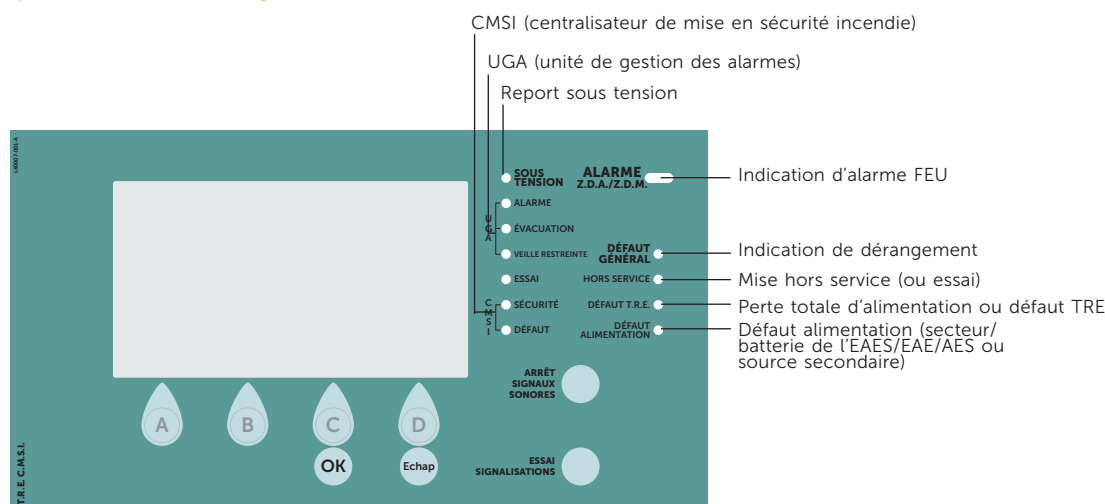 CMSI (centralisateur de mise en sécurité incendie)
UGA (unité de gestion des alarmes)
Report sous tension
SOUS
TENSION
ALARME
Z.D.A./Z.D.M.
Indication d'alarme FEU
UGA
ALARME
ÉVACUATION
VEILLE RESTREINTE
DÉFAUT
GÉNÉRAL
Indication de dérangement
ESSAI
HORS SERVICE
Mise hors service (ou essai)
CMSI
SÉCURITÉ
DÉFAUT T.R.E.
Perte totale d'alimentation ou défaut TRE
DÉFAUT
DÉFAUT
ALIMENTATION
Défaut alimentation (secteur/
batterie de l'EAES/EAE/AES ou
source secondaire)
ARRÊT
SIGNAUX
SONORES
A
B
C
D
OK
Echap
ESSAI
SIGNALISATIONS
T.R.E. C.M.S.I.